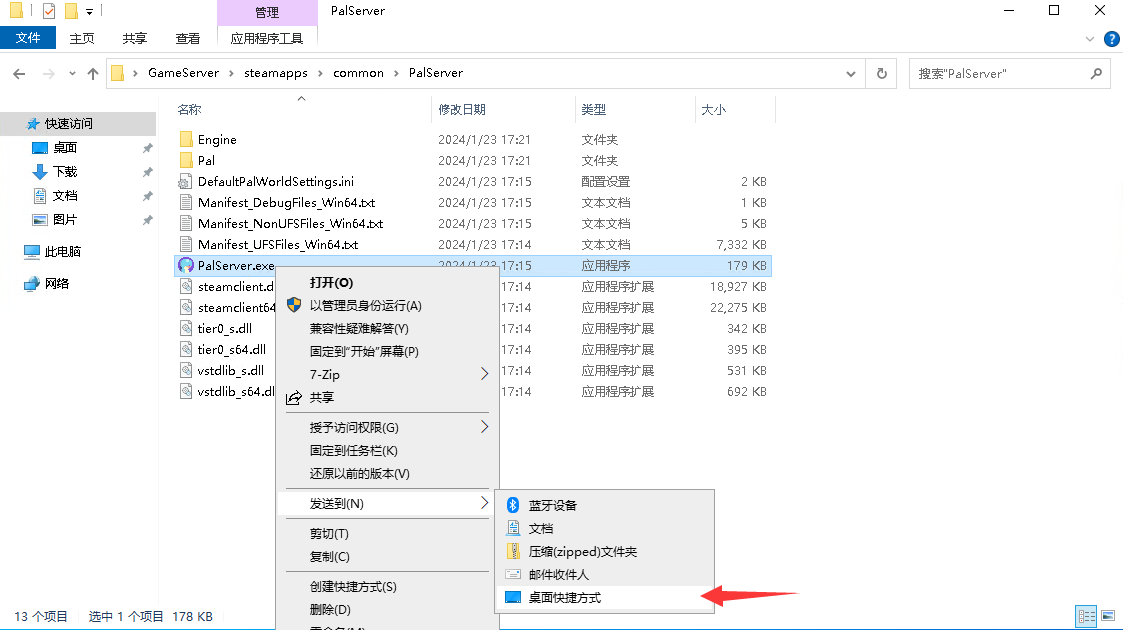 管理
PalServer
文件
主页
共享
查看
应用程序工具
GameServer
steamapps
common
PalServer
搜索"PalServer"
名称
修改日期
类型
大小
快速访问
桌面
下载
文档
图片
此电脑
网络
Engine 2024/1/23 17:21 文件夹
Pal 2024/1/23 17:21 文件夹
DefaultPalWorldSettings.ini 2024/1/23 17:15 配置设置 2 KB
Manifest_DebugFiles_Win64.txt 2024/1/23 17:15 文本文档 1 KB
Manifest_NonUFSFiles_Win64.txt 2024/1/23 17:15 文本文档 5 KB
Manifest_UFSFiles_Win64.txt 2024/1/23 17:14 文本文档 7,332 KB
PalServer.exe 2024/1/23 17:15 应用程序 179 KB
steamclient.d 17:14 应用程序扩展 18,927 KB
steamclient64 17:14 应用程序扩展 22,275 KB
tier0_s.dll 17:14 应用程序扩展 342 KB
tier0_s64.dll 17:14 应用程序扩展 395 KB
vstdlib_s.dll 17:14 应用程序扩展 531 KB
vstdlib_s64.dl 17:14 应用程序扩展 692 KB
打开(O)
以管理员身份运行(A)
兼容性疑难解答(Y)
固定到"开始"屏幕(P)
7-Zip
共享
授予访问权限(G)
固定到任务栏(K)
还原以前的版本(V)
发送到(N)
剪切(T)
复制(C)
创建快捷方式(S)
删除(D)
蓝牙设备
文档
压缩(zipped)文件夹
邮件收件人
桌面快捷方式
13 个项目
选中 1 个项目 178 KB